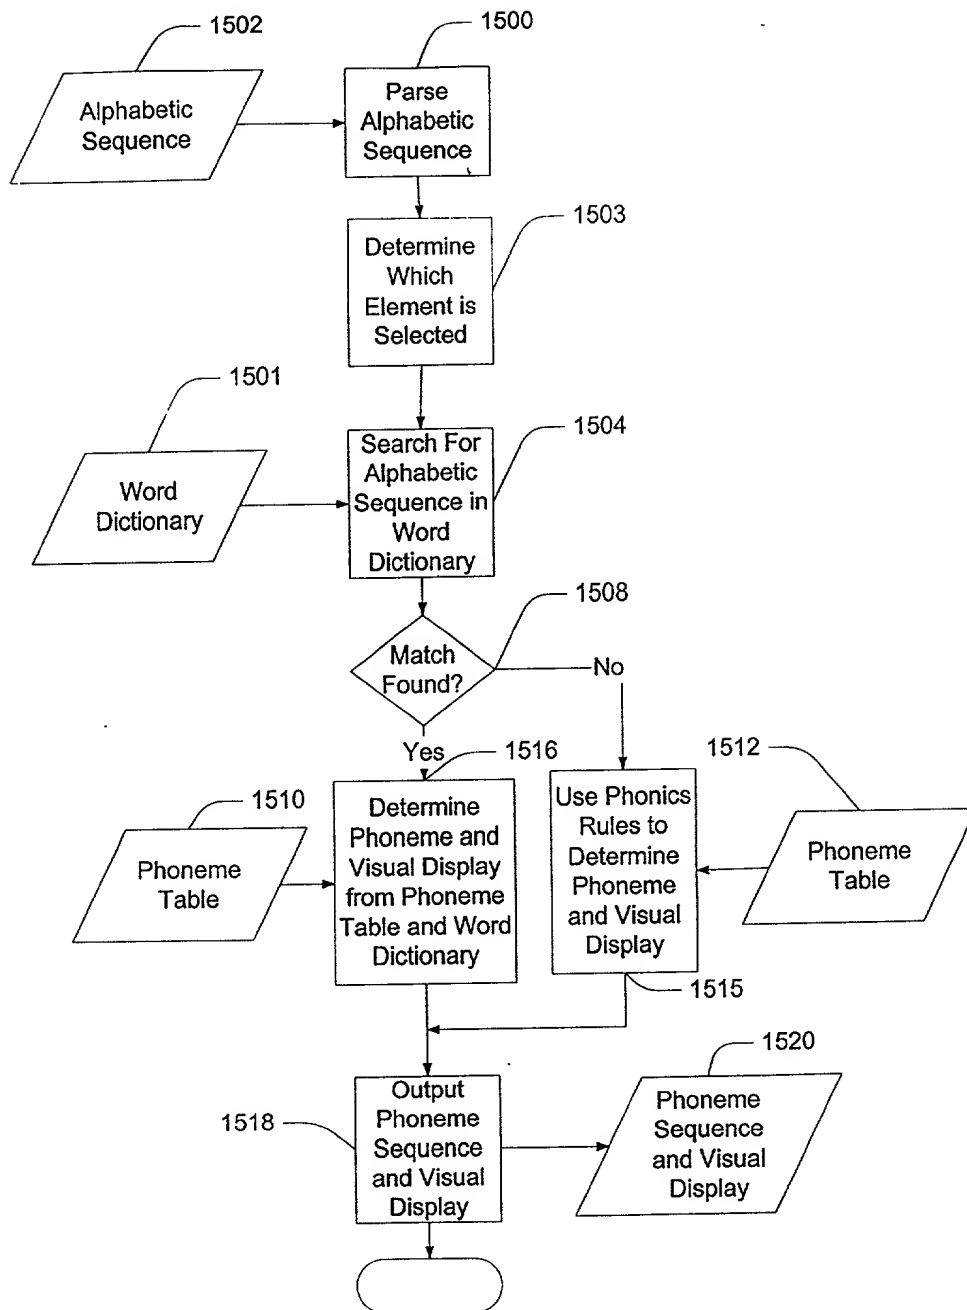 1502
1500
Alphabetic
Sequence
Parse
Alphabetic
Sequence
1503
Determine
Which
Element is
Selected
1501
1504
Word
Dictionary
Search For
Alphabetic
Sequence in
Word
Dictionary
1508
Match
Found?
No
Yes
1516
1512
1510
Phoneme
Table
Determine
Phoneme and
Visual Display
from Phoneme
Table and Word
Dictionary
Use Phonics
Rules to
Determine
Phoneme
and Visual
Display
Phoneme
Table
1515
1520
1518
Output
Phoneme
Sequence
and Visual
Display
Phoneme
Sequence
and Visual
Display